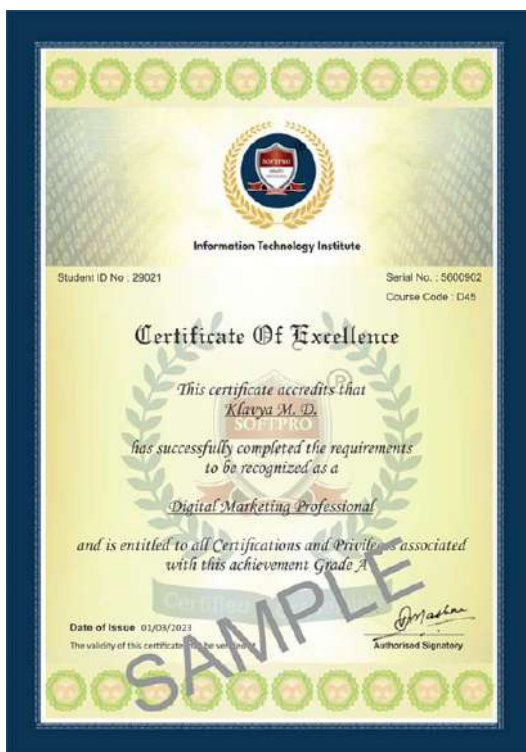 SOFTPRO
Information Technology Institute
Student ID No : 29021
Serial No. : 5600902
Course Code : D45
Certificate Of Excellence
This certificate accredits that
Klavya M. D.
SOFTPRO
®
has successfully completed the requirements
to be recognized as a
Digital Marketing Professional
and is entitled to all Certifications and Privileges associated
with this achievement Grade A
Certified
Date of Issue 01/03/2023
The validity of this certificate be verified
Authorised Signatory
SAMPLE